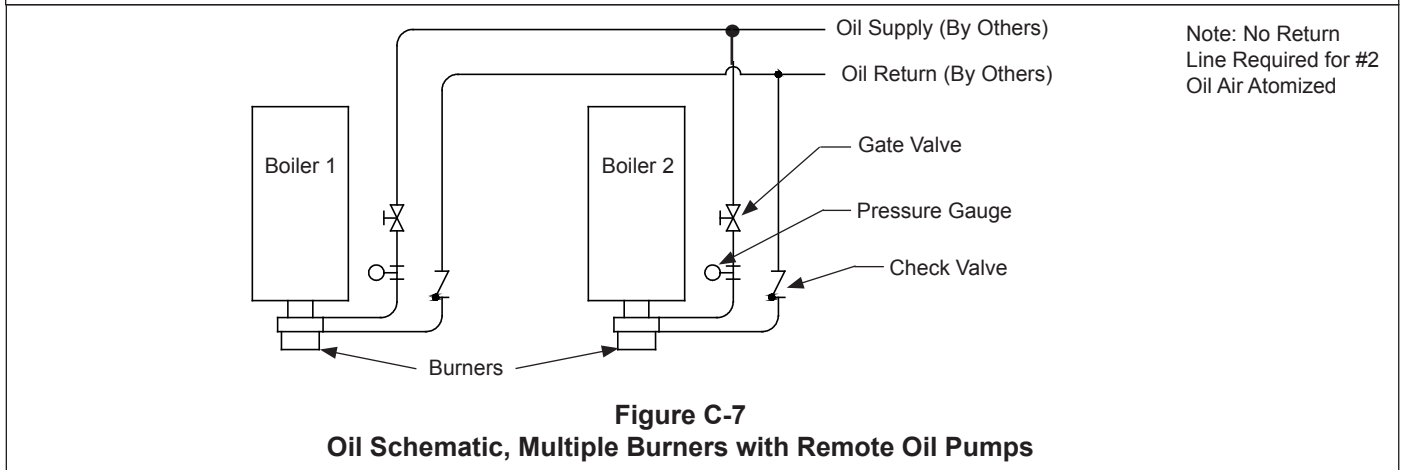 Oil Supply (By Others)
Note: No Return
Line Required for #2
Oil Air Atomized
Oil Return (By Others)
Boiler 1
Boiler 2
Gate Valve
Pressure Gauge
Check Valve
Burners
Figure C-7
Oil Schematic, Multiple Burners with Remote Oil Pumps